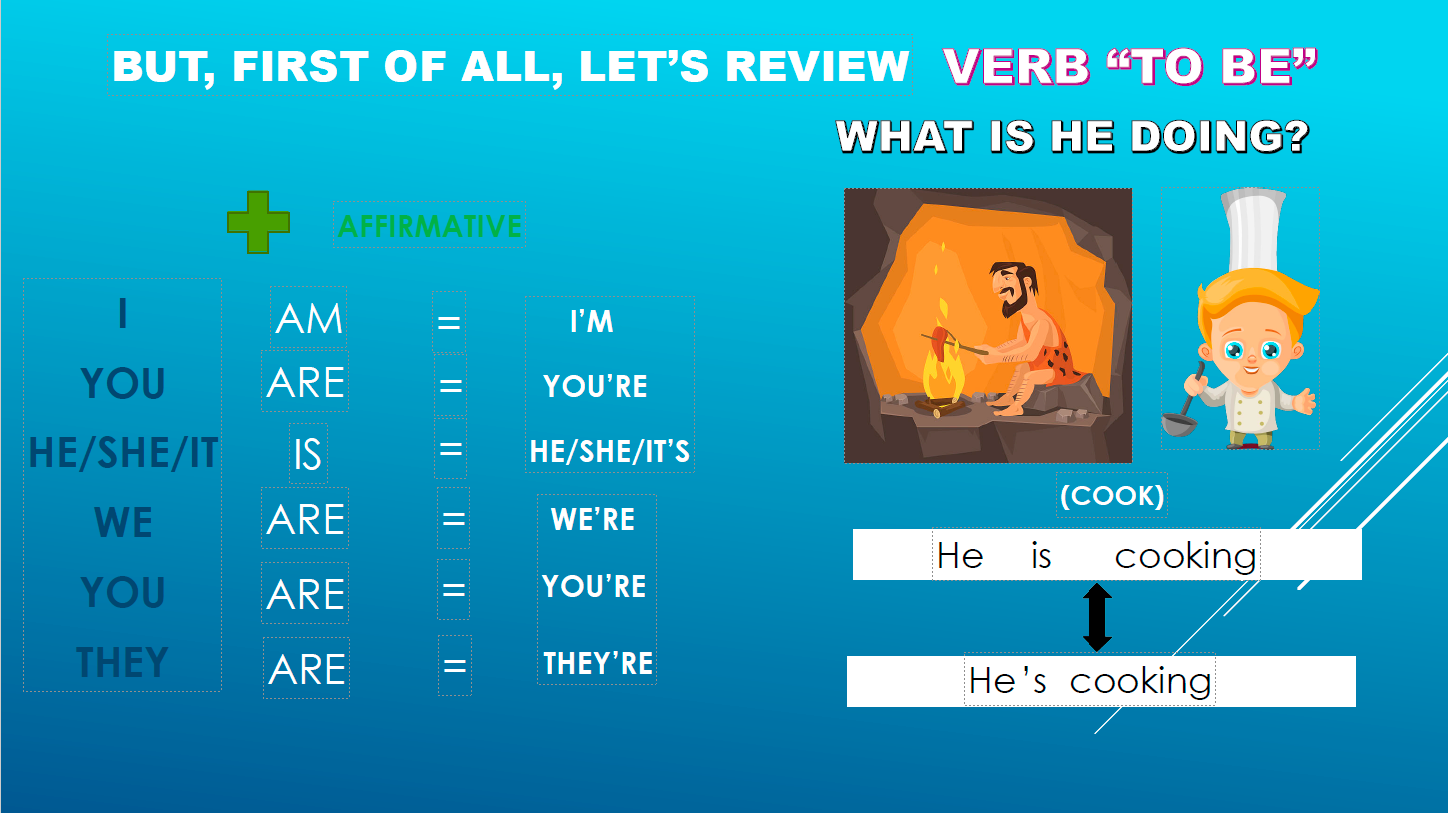 BUT, FIRST OF ALL, LET’S REVIEW VERB “TO BE”
WHAT IS HE DOING?
AFFIRMATIVE
I AM = I’M
YOU ARE = YOU’RE
HE/SHE/IT IS = HE/SHE/IT’S
WE ARE = WE’RE
YOU ARE = YOU’RE
THEY ARE = THEY’RE
(COOK)
He is cooking
He’s cooking